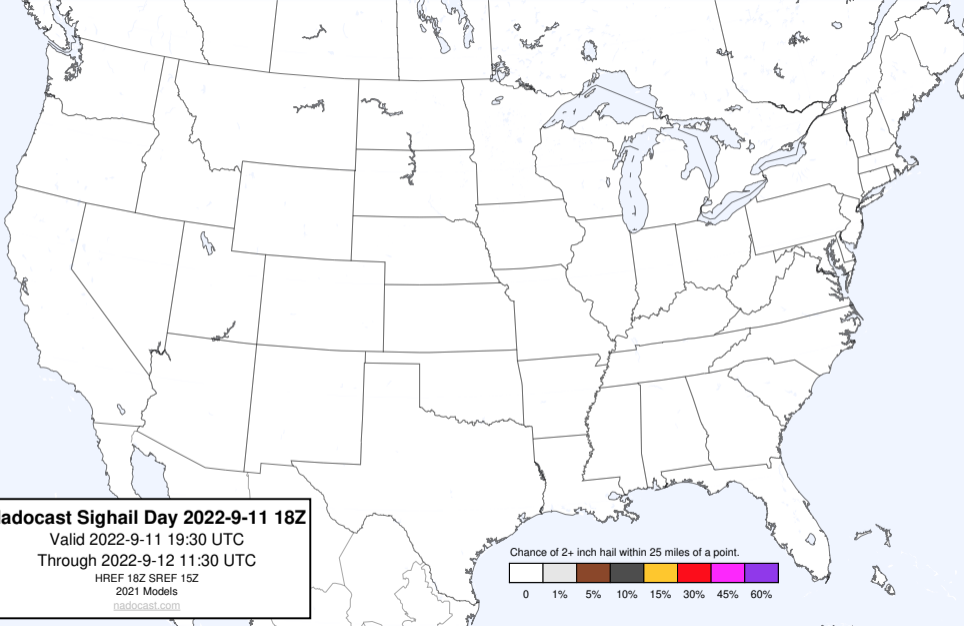 adocast Sighail Day 2022-9-11 18Z
Valid 2022-9-11 19:30 UTC
Through 2022-9-12 11:30 UTC
HREF 18Z SREF 15Z
2021 Models
nadocast.com
Chance of 2+ inch hail within 25 miles of a point.
0 1% 5% 10% 15% 30% 45% 60%